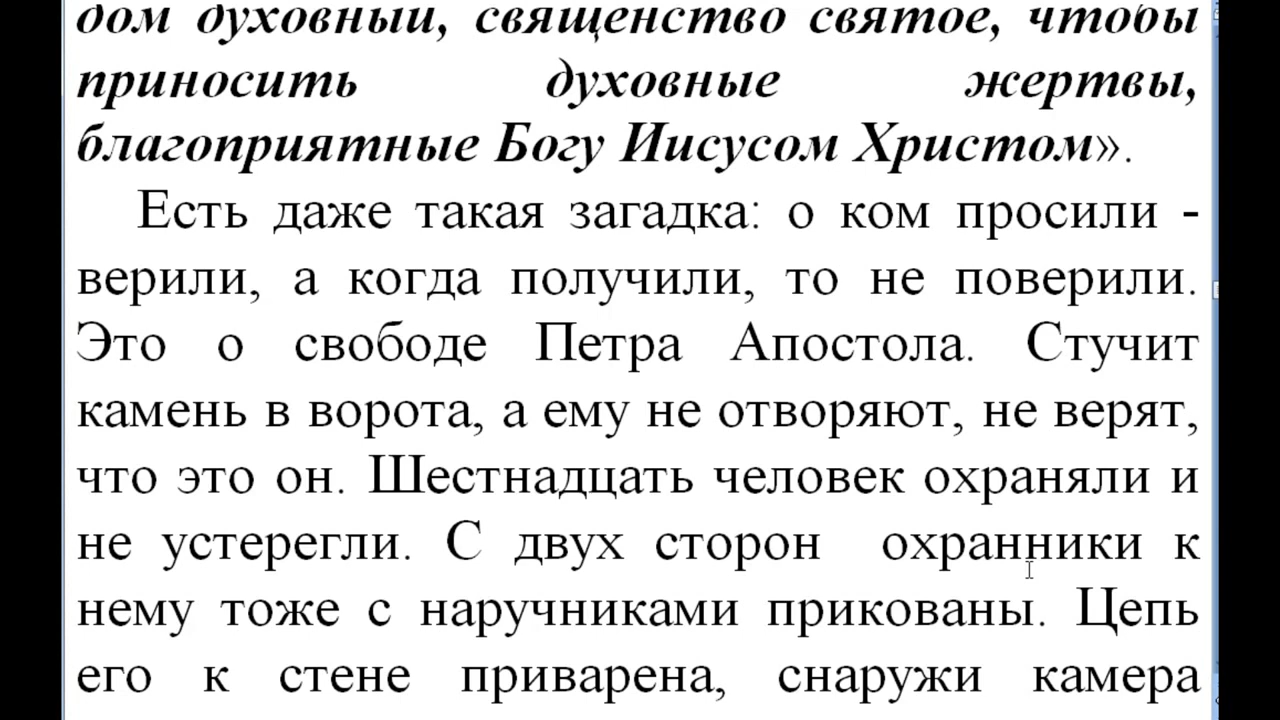 дом духовный, священство святое, чтобы
приносить духовные жертвы,
благоприятные Богу Иисусом Христом».
Есть даже такая загадка: о ком просили -
верили, а когда получили, то не поверили.
Это о свободе Петра Апостола. Стучит
камень в ворота, а ему не отворяют, не верят,
что это он. Шестнадцать человек охраняли и
не устерегли. С двух сторон охранники к
нему тоже с наручниками прикованы. Цепь
его к стене приварена, снаружи камера